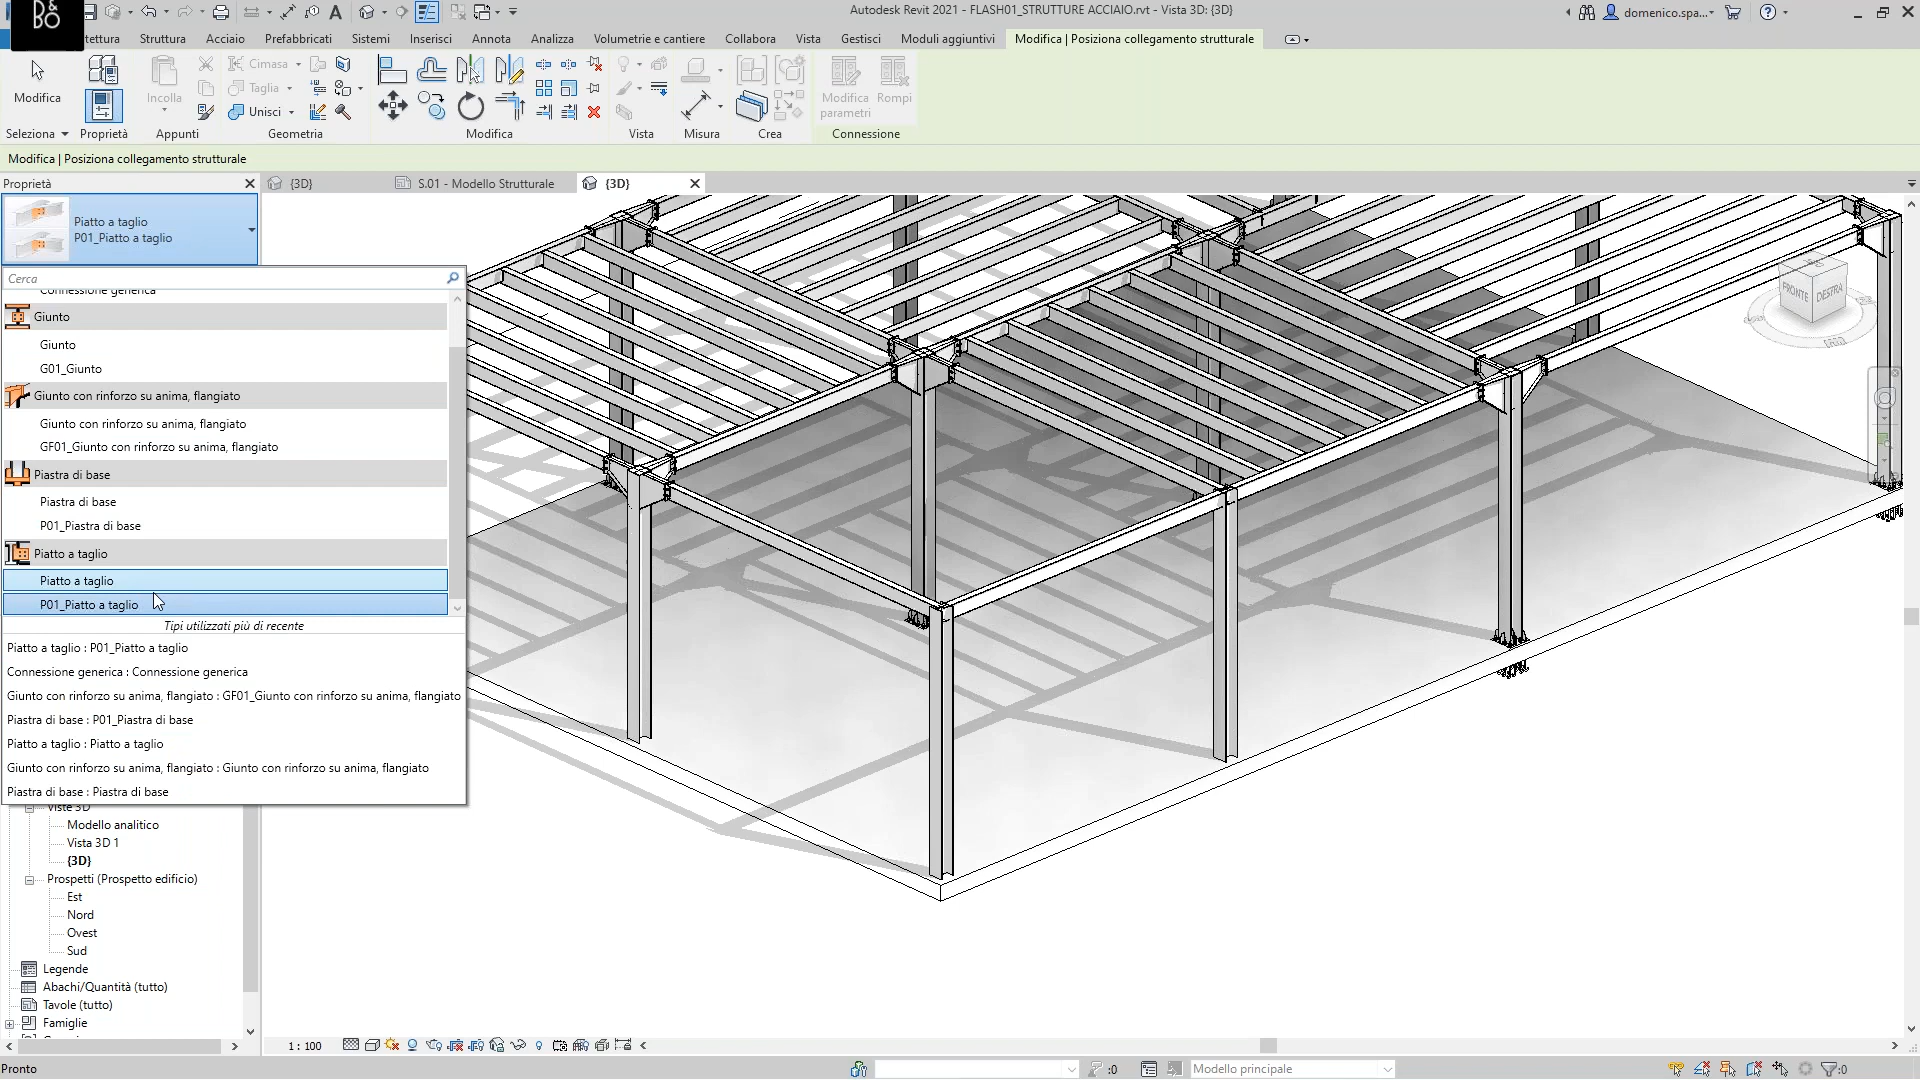 B&O
Autodesk Revit 2021 - FLASH01_STRUTTURE ACCIAIO.rvt - Vista 3D: {3D}
domenico.spa...
tettura Struttura Acciaio Prefabbricati Sistemi Inserisci Annota Analizza Volumetrie e cantiere Collabora Vista Gestisci Moduli aggiuntivi Modifica | Posiziona collegamento strutturale
Modifica
Incolla
Cimasa
Taglia
Unisci
Modifica parametri
Rompi
Seleziona Proprietà Appunti Geometria Modifica Vista Misura Crea Connessione
Modifica | Posiziona collegamento strutturale
Proprietà
{3D}
S.01 - Modello Strutturale
{3D}
Piatto a taglio
P01_Piatto a taglio
Cerca
Connessione generica
Giunto
Giunto
G01_Giunto
Giunto con rinforzo su anima, flangiato
Giunto con rinforzo su anima, flangiato
GF01_Giunto con rinforzo su anima, flangiato
Piastra di base
Piastra di base
P01_Piastra di base
Piatto a taglio
Piatto a taglio
P01_Piatto a taglio
Tipi utilizzati più di recente
Piatto a taglio : P01_Piatto a taglio
Connessione generica : Connessione generica
Giunto con rinforzo su anima, flangiato : GF01_Giunto con rinforzo su anima, flangiato
Piastra di base : P01_Piastra di base
Piatto a taglio : Piatto a taglio
Giunto con rinforzo su anima, flangiato : Giunto con rinforzo su anima, flangiato
Piastra di base : Piastra di base
Viste 3D
Modello analitico
Vista 3D 1
{3D}
Prospetti (Prospetto edificio)
Est
Nord
Ovest
Sud
Legende
Abachi/Quantità (tutto)
Tavole (tutto)
Famiglie
FRONTE
DESTRA
1 : 100
Pronto
:0
Modello principale
:0